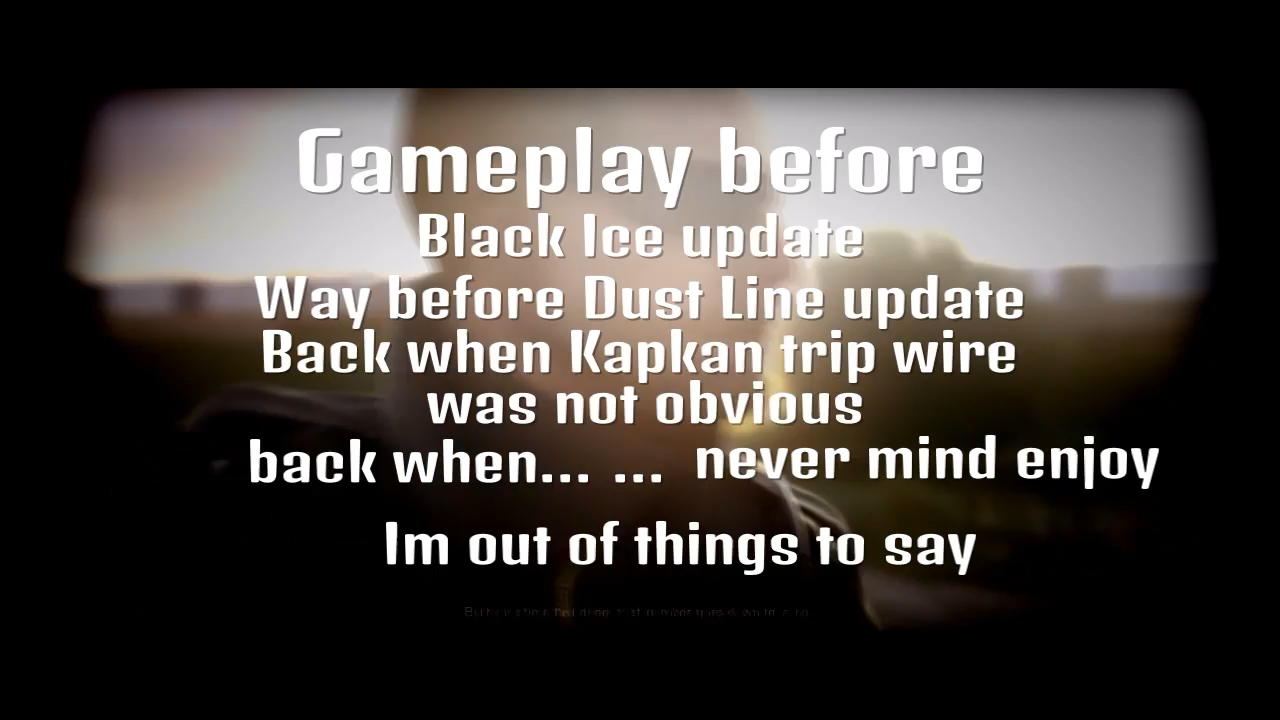 Gameplay before
Black Ice update
Way before Dust Line update
Back when Kapkan trip wire
was not obvious
back when... ... never mind enjoy
Im out of things to say